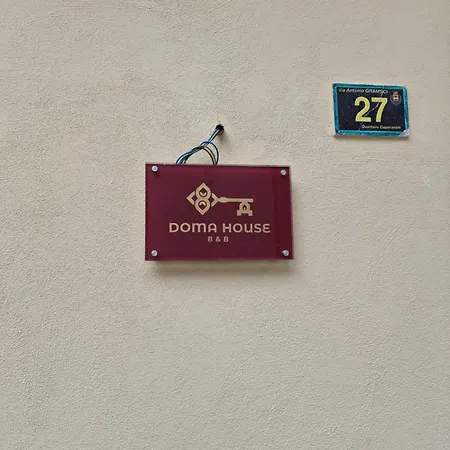 Via Antonio GRAMSCI
27
Quartiere Capocasale
DOMA HOUSE
B & B